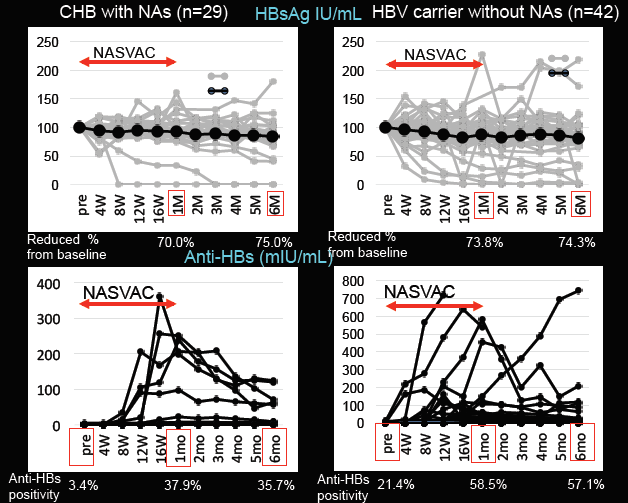 CHB with NAs (n=29)
HBsAg IU/mL
HBV carrier without NAs (n=42)
250
200
150
100
50
0
NASVAC
pre
4W
8W
12W
16W
1M
2M
3M
4M
5M
6M
250
200
150
100
50
0
NASVAC
pre
4W
8W
12W
16W
1M
2M
3M
4M
5M
6M
Reduced %
from baseline
70.0%
75.0%
Reduced %
from baseline
73.8%
74.3%
Anti-HBs (mIU/mL)
400
300
200
100
0
NASVAC
pre
4W
8W
12W
16W
1mo
2mo
3mo
4mo
5mo
6mo
800
700
600
500
400
300
200
100
0
NASVAC
pre
4W
8W
12W
16W
1mo
2mo
3mo
4mo
5mo
6mo
Anti-HBs
positivity
3.4%
37.9%
35.7%
Anti-HBs
positivity
21.4%
58.5%
57.1%